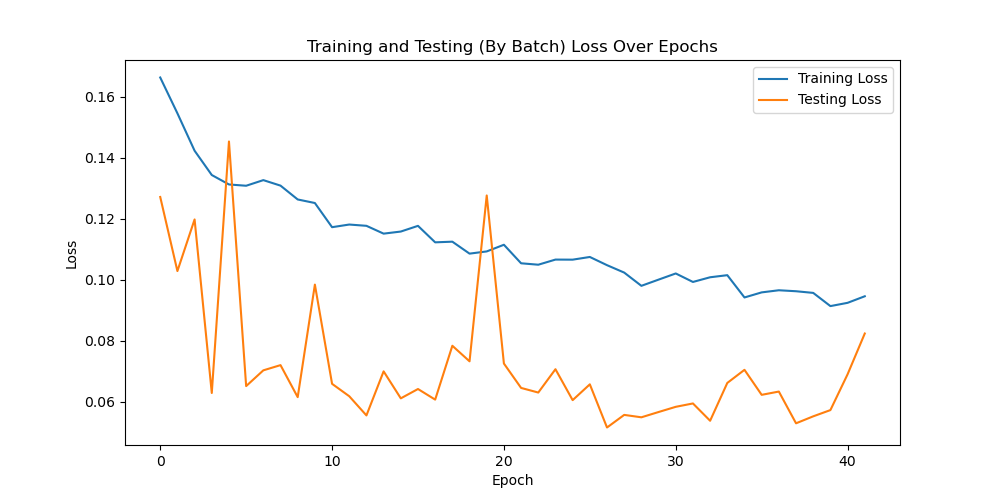 Training and Testing (By Batch) Loss Over Epochs
Training Loss
Testing Loss
0.16
0.14
0.12
0.10
0.08
0.06
Loss
0 10 20 30 40
Epoch